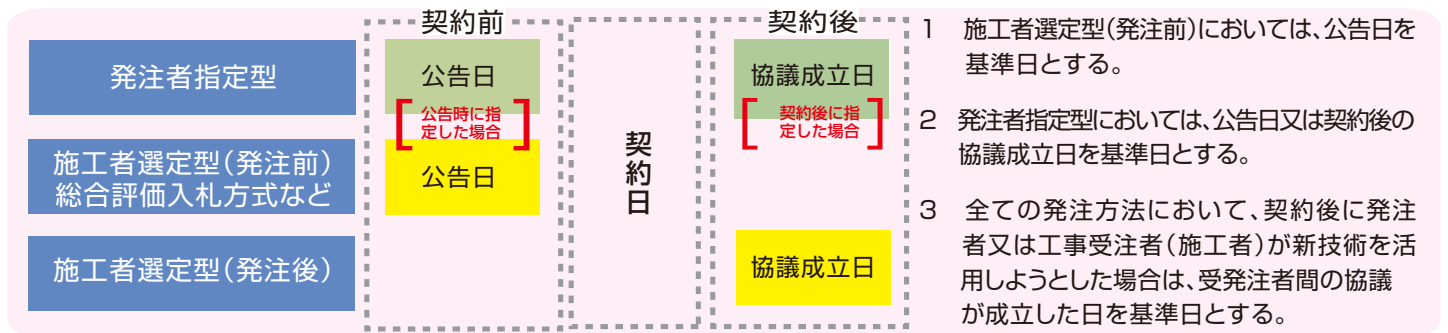 契約前
契約後
発注者指定型
公告日
協議成立日
公告時に指
定した場合
契約後に指
定した場合
施工者選定型(発注前)
総合評価入札方式など
公告日
契約日
施工者選定型(発注後)
協議成立日
1 施工者選定型(発注前)においては、公告日を
基準日とする。
2 発注者指定型においては、公告日又は契約後の
協議成立日を基準日とする。
3 全ての発注方法において、契約後に発注
者又は工事受注者(施工者)が新技術を活
用しようとした場合は、受発注者間の協議
が成立した日を基準日とする。